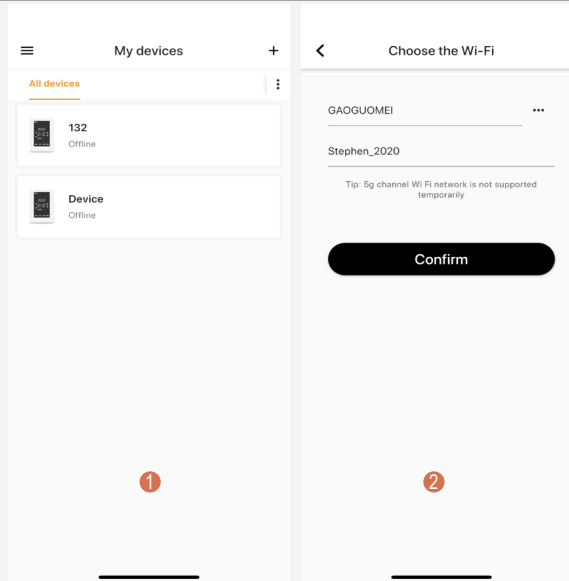 My devices
+
All devices
132
Offline
Device
Offline
1
Choose the Wi-Fi
GAOGUOMEI
Stephen_2020
Tip: 5g channel Wi Fi network is not supported
temporarily
Confirm
2